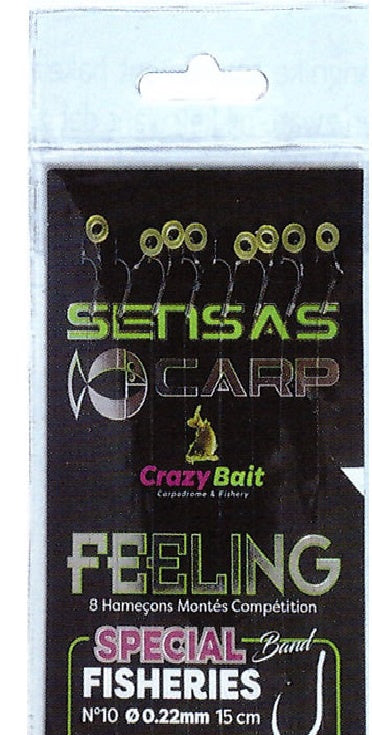 SENSAS
CARP
Crazy Bait
Carpodrome & Fishery
FEELING
8 Hameçons Montés Compétition
SPECIAL Band
FISHERIES
N°10 Ø 0.22mm 15 cm